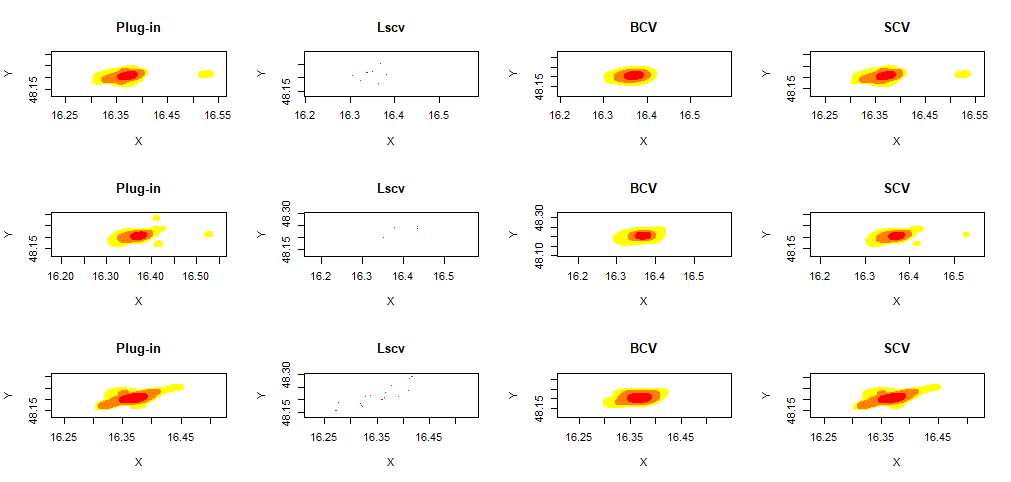 Plug-in Lscv BCV SCV
Y 48.15 Y 48.15 Y 48.15 Y 48.15
16.25 16.35 16.45 16.55 16.2 16.3 16.4 16.5 16.2 16.3 16.4 16.5 16.25 16.35 16.45 16.55
X X X X
Plug-in Lscv BCV SCV
Y 48.15 Y 48.15 48.30 Y 48.10 48.30 Y 48.15
16.20 16.30 16.40 16.50 16.2 16.3 16.4 16.5 16.2 16.3 16.4 16.5 16.2 16.3 16.4 16.5
X X X X
Plug-in Lscv BCV SCV
Y 48.15 Y 48.15 48.30 Y 48.15 Y 48.15
16.25 16.35 16.45 16.25 16.35 16.45 16.25 16.35 16.45 16.25 16.35 16.45
X X X X